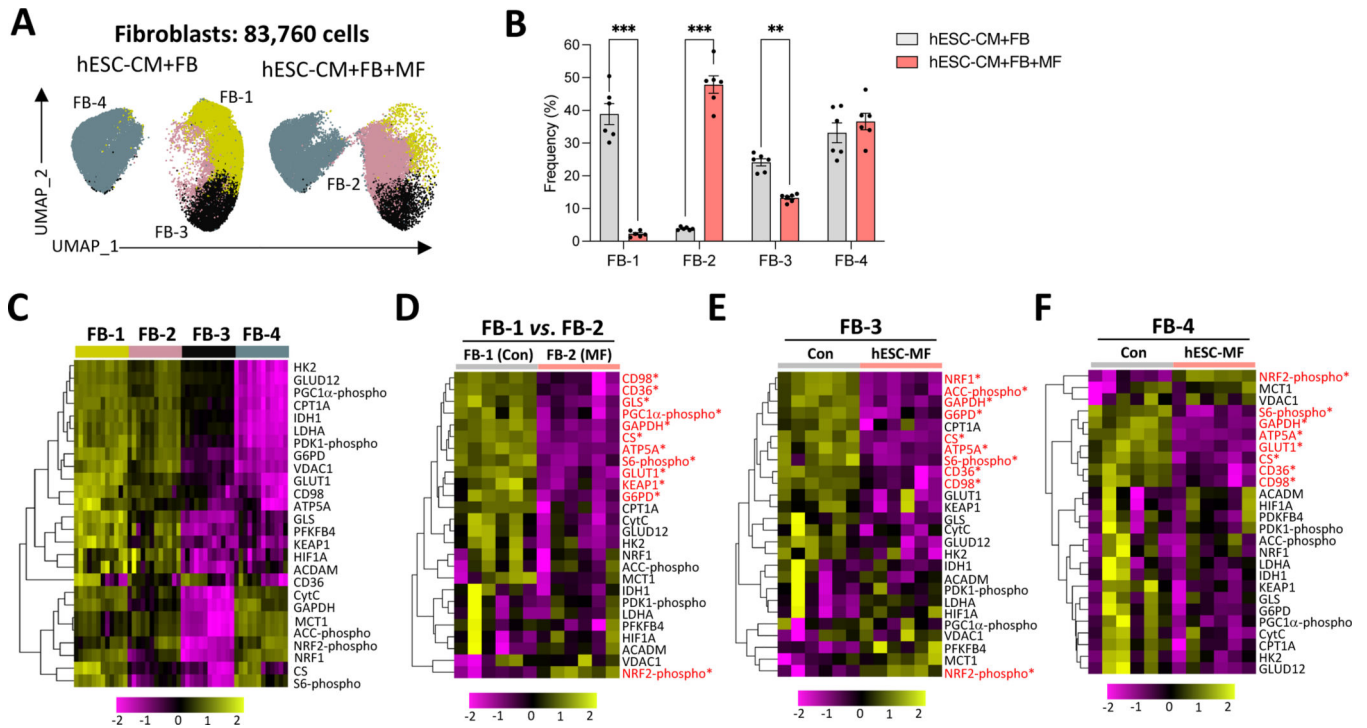 A
Fibroblasts: 83,760 cells
hESC-CM+FB
hESC-CM+FB+MF
FB-4
FB-1
FB-2
FB-3
UMAP_2
UMAP_1
B
Frequency (%)
60
50
40
30
20
10
0
***
***
**
FB-1
FB-2
FB-3
FB-4
hESC-CM+FB
hESC-CM+FB+MF
C
FB-1 FB-2 FB-3 FB-4
HK2
GLUD12
PGC1α-phospho
CPT1A
IDH1
LDHA
PDK1-phospho
G6PD
VDAC1
GLUT1
CD98
ATP5A
GLS
PFKFB4
KEAP1
HIF1A
ACDAM
CD36
CytC
GAPDH
MCT1
ACC-phospho
NRF2-phospho
NRF1
CS
S6-phospho
-2 -1 0 1 2
D
FB-1 vs. FB-2
FB-1 (Con) FB-2 (MF)
CD98*
CD36*
GLS*
PGC1α-phospho*
GAPDH*
CS*
ATP5A*
S6-phospho*
GLUT1*
KEAP1*
G6PD*
CPT1A
CytC
GLUD12
HK2
NRF1
ACC-phospho
MCT1
IDH1
PDK1-phospho
LDHA
PFKFB4
HIF1A
ACADM
VDAC1
NRF2-phospho*
-2 -1 0 1 2
E
FB-3
Con hESC-MF
NRF1*
ACC-phospho*
GAPDH*
G6PD*
CPT1A
CS*
ATP5A*
S6-phospho*
CD36*
CD98*
GLUT1
KEAP1
GLS
CytC
GLUD12
HK2
IDH1
ACADM
PDK1-phospho
LDHA
HIF1A
PGC1α-phospho
VDAC1
PFKFB4
MCT1
NRF2-phospho*
-2 -1 0 1 2
F
FB-4
Con hESC-MF
NRF2-phospho*
MCT1
VDAC1
S6-phospho*
GAPDH*
ATP5A*
GLUT1*
CS*
CD36*
CD98*
ACADM
HIF1A
PDKFB4
PDK1-phospho
ACC-phospho
NRF1
LDHA
IDH1
KEAP1
GLS
G6PD
PGC1α-phospho
CytC
CPT1A
HK2
GLUD12
-2 -1 0 1 2